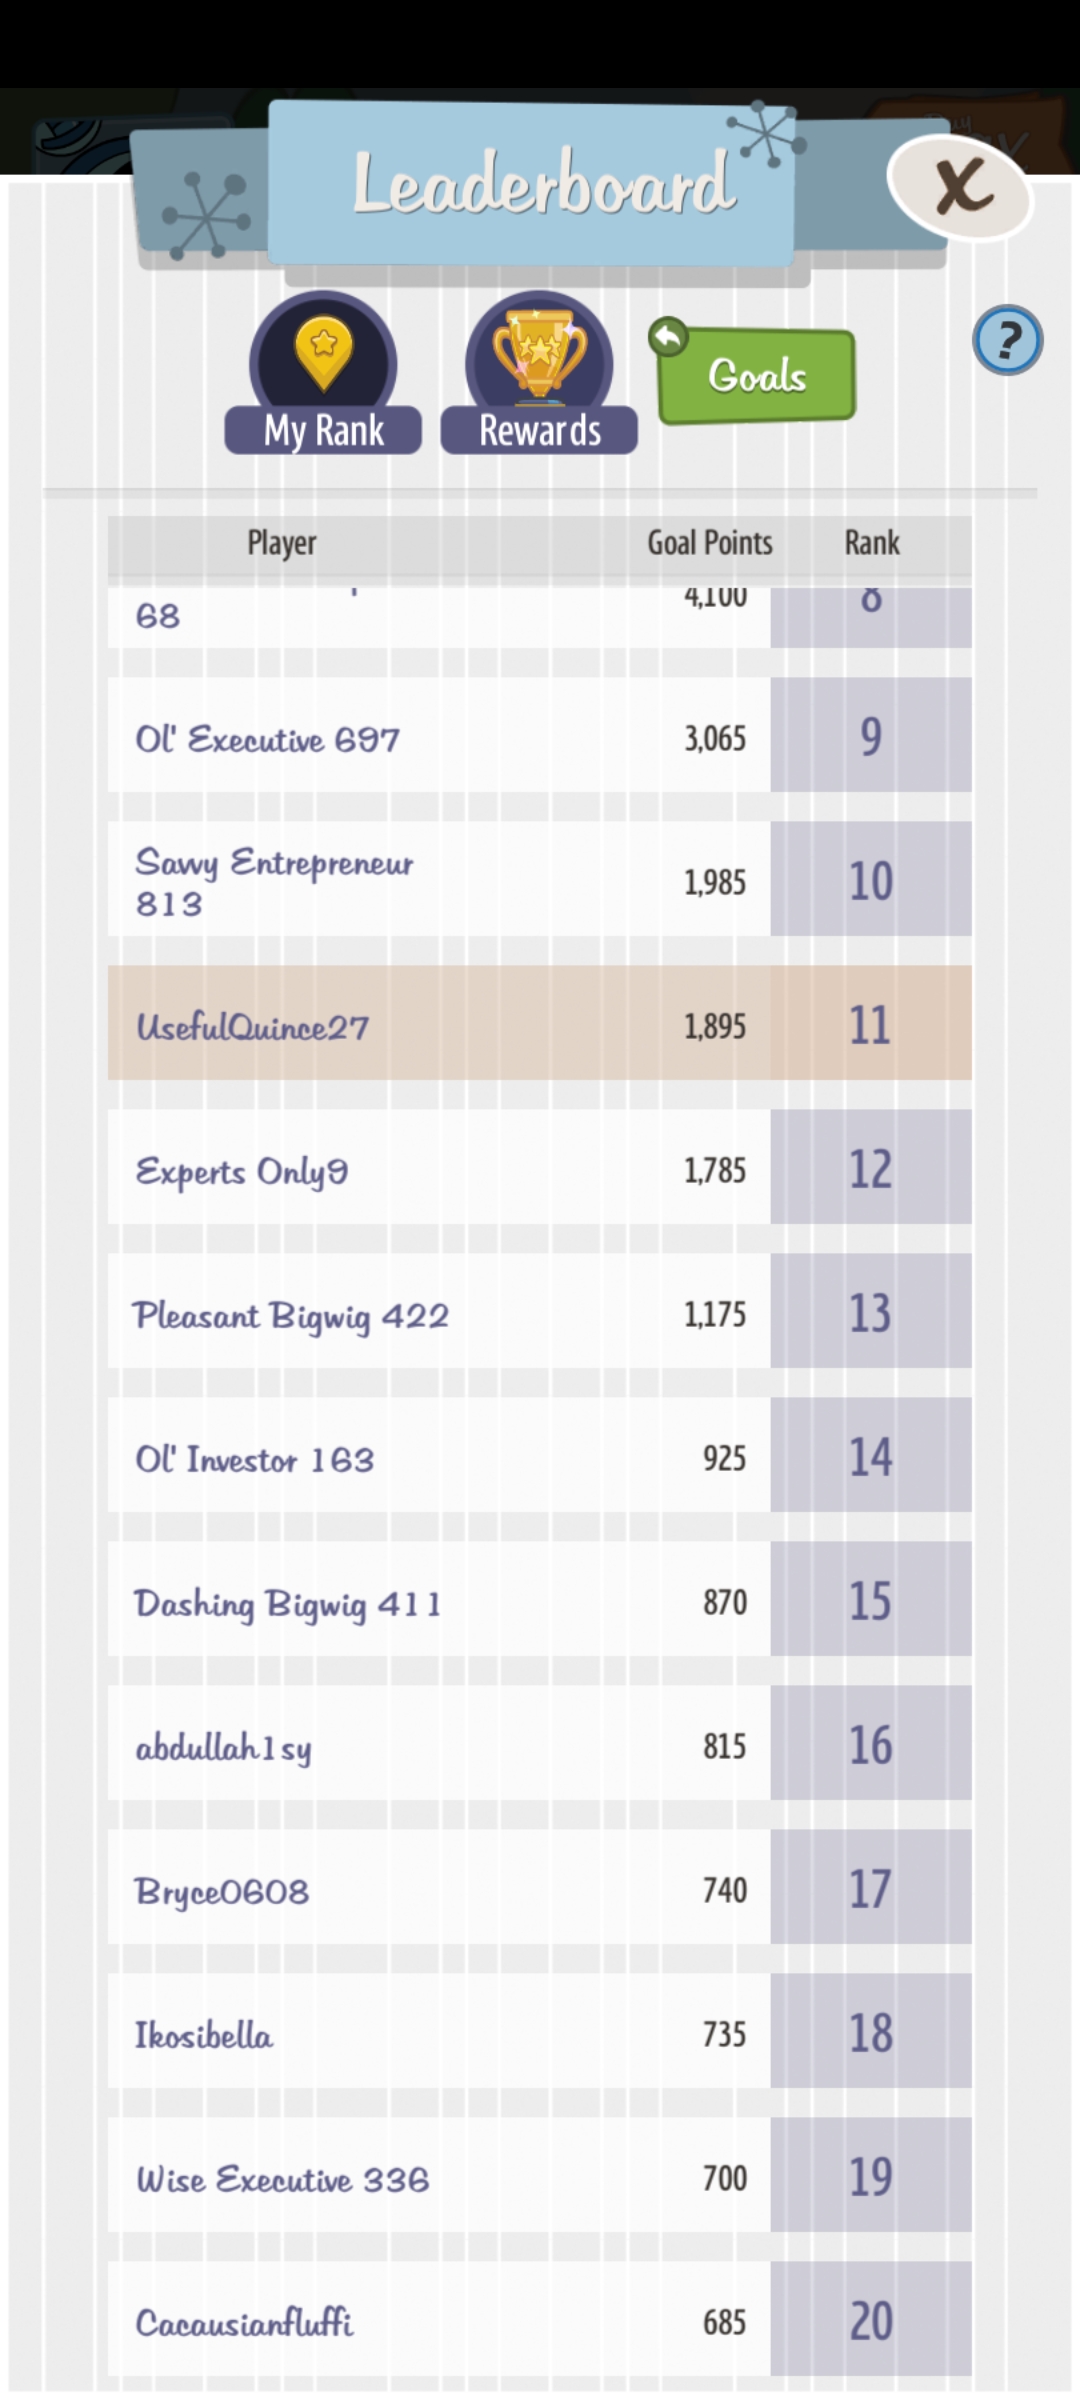 Leaderboard
X
My Rank
Rewards
Goals
?
Player Goal Points Rank
68 4,100 8
Ol' Executive 697 3,065 9
Savvy Entrepreneur
813 1,985 10
UsefulQuince27 1,895 11
Experts Only9 1,785 12
Pleasant Bigwig 422 1,175 13
Ol' Investor 163 925 14
Dashing Bigwig 411 870 15
abdullah1sy 815 16
Bryce0608 740 17
Ikosibella 735 18
Wise Executive 336 700 19
Cacausianfluffi 685 20